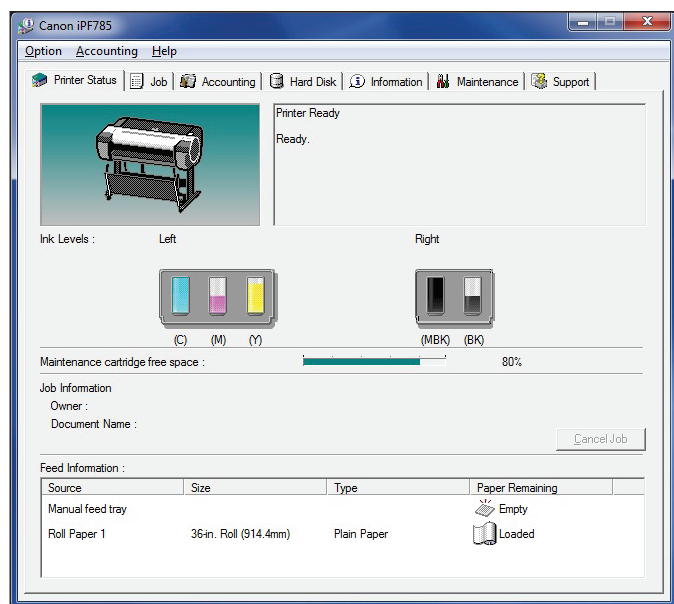 Canon iPF785
Option Accounting Help
Printer Status Job Accounting Hard Disk Information Maintenance Support
Printer Ready
Ready.
Ink Levels : Left Right
(C) (M) (Y) (MBK) (BK)
Maintenance cartridge free space : 80%
Job Information
Owner :
Document Name :
Cancel Job
Feed Information :
Source Size Type Paper Remaining
Manual feed tray Empty
Roll Paper 1 36-in. Roll (914.4mm) Plain Paper Loaded